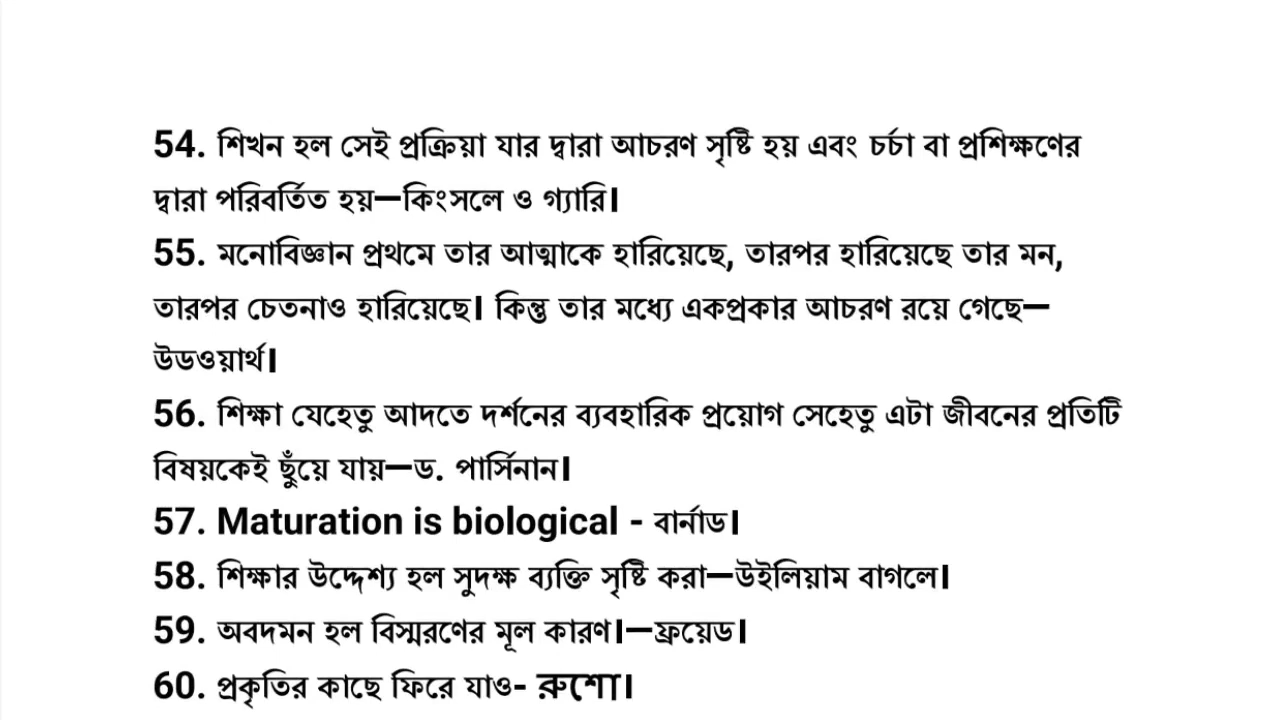 54. শিখন হল সেই প্রক্রিয়া যার দ্বারা আচরণ সৃষ্টি হয় এবং চর্চা বা প্রশিক্ষণের
দ্বারা পরিবর্তিত হয়—কিংসলে ও গ্যারি।
55. মনোবিজ্ঞান প্রথমে তার আত্মাকে হারিয়েছে, তারপর হারিয়েছে তার মন,
তারপর চেতনাও হারিয়েছে। কিন্তু তার মধ্যে একপ্রকার আচরণ রয়ে গেছে—
উডওয়ার্থ।
56. শিক্ষা যেহেতু আদতে দর্শনের ব্যবহারিক প্রয়োগ সেহেতু এটা জীবনের প্রতিটি
বিষয়কেই ছুঁয়ে যায়—ড. পার্সিনান।
57. Maturation is biological - বার্নাড।
58. শিক্ষার উদ্দেশ্য হল সুদক্ষ ব্যক্তি সৃষ্টি করা—উইলিয়াম বাগলে।
59. অবদমন হল বিস্মরণের মূল কারণ।—ফ্রয়েড।
60. প্রকৃতির কাছে ফিরে যাও- রুশো।